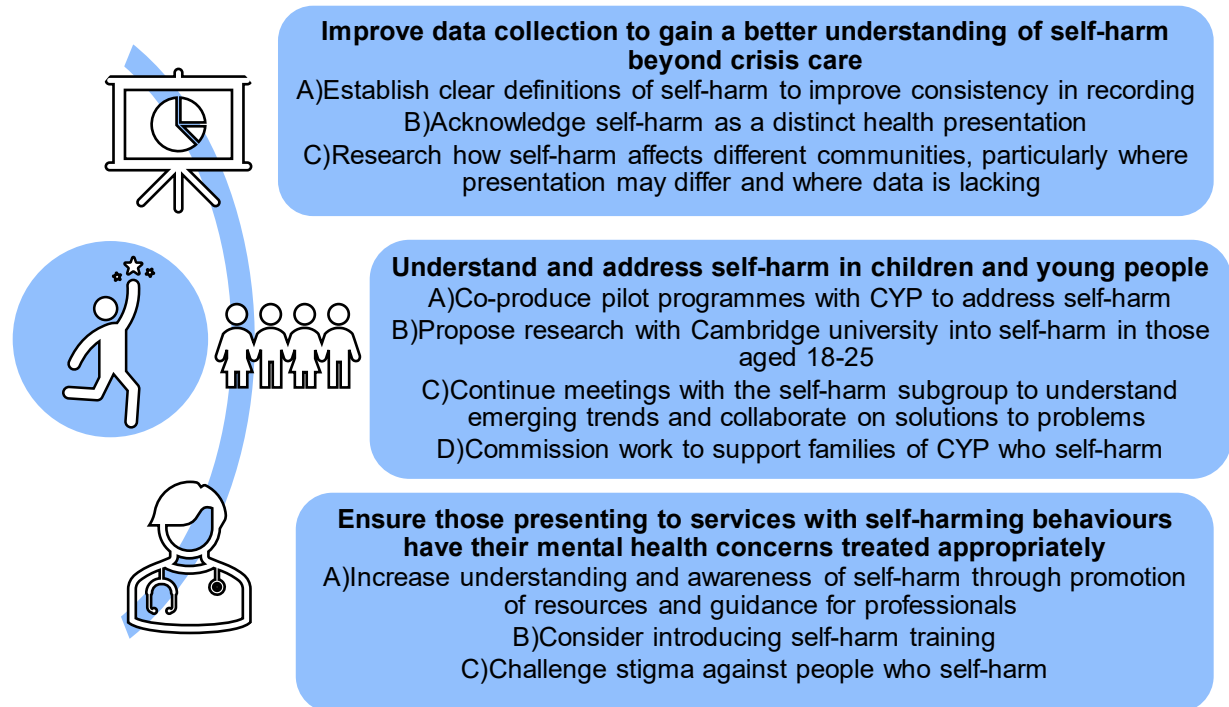 Improve data collection to gain a better understanding of self-harm
beyond crisis care
A)Establish clear definitions of self-harm to improve consistency in recording
B)Acknowledge self-harm as a distinct health presentation
C)Research how self-harm affects different communities, particularly where
presentation may differ and where data is lacking
Understand and address self-harm in children and young people
A)Co-produce pilot programmes with CYP to address self-harm
B)Propose research with Cambridge university into self-harm in those
aged 18-25
C)Continue meetings with the self-harm subgroup to understand
emerging trends and collaborate on solutions to problems
D)Commission work to support families of CYP who self-harm
Ensure those presenting to services with self-harming behaviours
have their mental health concerns treated appropriately
A)Increase understanding and awareness of self-harm through promotion
of resources and guidance for professionals
B)Consider introducing self-harm training
C)Challenge stigma against people who self-harm